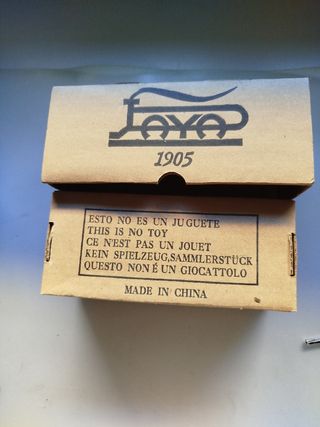 PAYA
1905
ESTO NO ES UN JUGUETE
THIS IS NO TOY
CE N'EST PAS UN JOUET
KEIN SPIELZEUG,SAMMLERSTÜCK
QUESTO NON É UN GIOCATTOLO
MADE IN CHINA